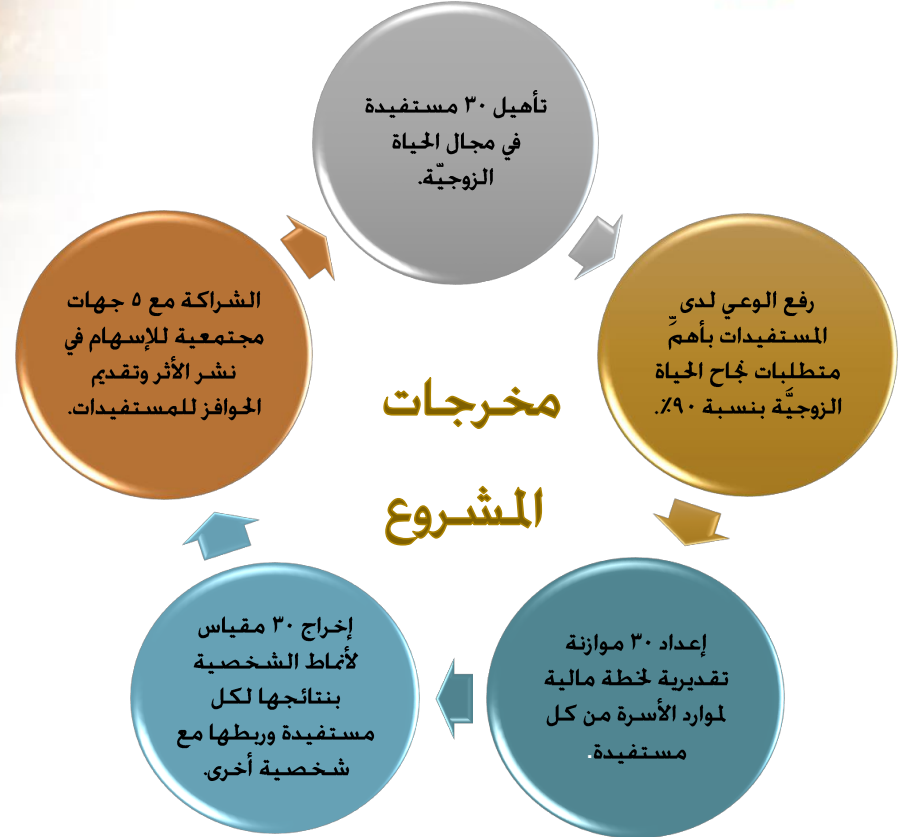 تأهيل ٣٠ مستفيدة
في مجال الحياة
الزوجيّة.
رفع الوعي لدى
المستفيدات بأهمِّ
متطلبات نجاح الحياة
الزوجيَّة بنسبة ٩٠٪.
إعداد ٣٠ موازنة
تقديرية لخطة مالية
لموارد الأسرة من كل
مستفيدة.
إخراج ٣٠ مقياس
لأنماط الشخصية
بنتائجها لكل
مستفيدة وربطها مع
شخصية أخرى.
الشراكة مع ٥ جهات
مجتمعية للإسهام في
نشر الأثر وتقديم
الحوافز للمستفيدات.
مخرجات
المشروع